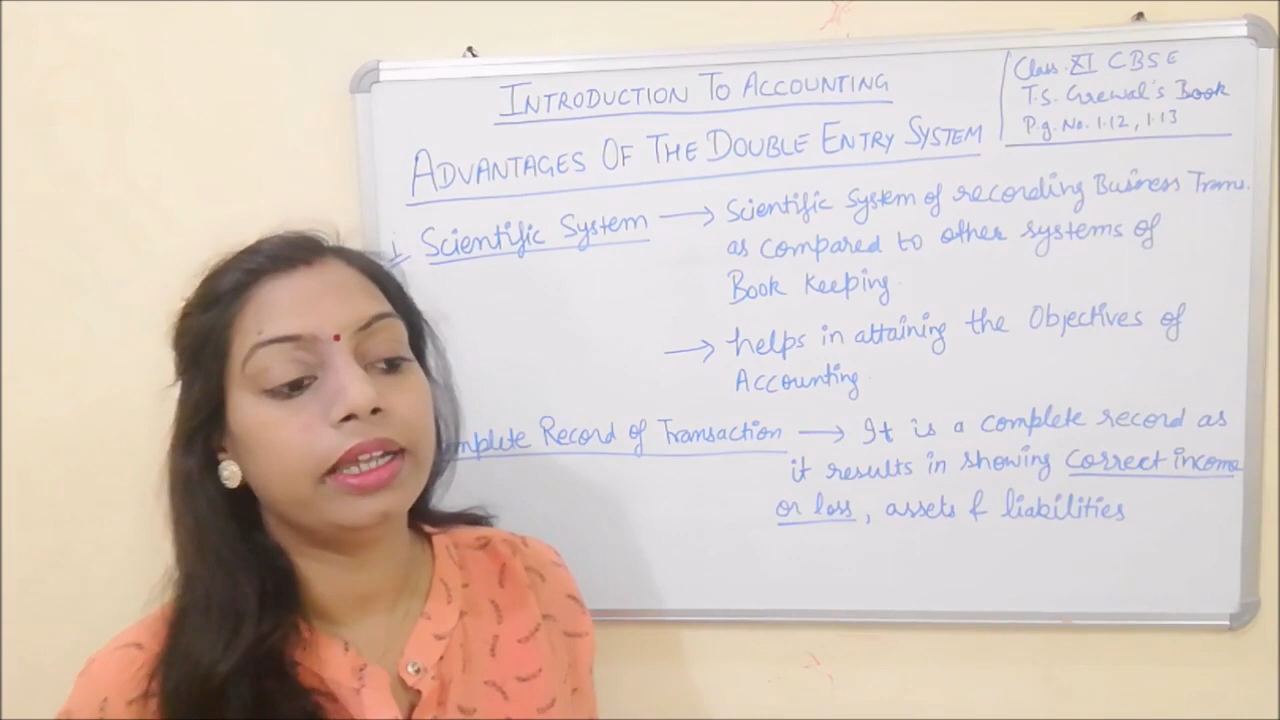 INTRODUCTION TO ACCOUNTING
Class XI CBSE
T.S. Grewal's Book
P.g. No. 1.12, 1.13
ADVANTAGES OF THE DOUBLE ENTRY SYSTEM
1. Scientific System → Scientific System of recording Business Trans.
as compared to other systems of
Book Keeping.
→ helps in attaining the Objectives of
Accounting.
mplete Record of Transaction → It is a complete record as
it results in showing correct income
or loss, assets & liabilities